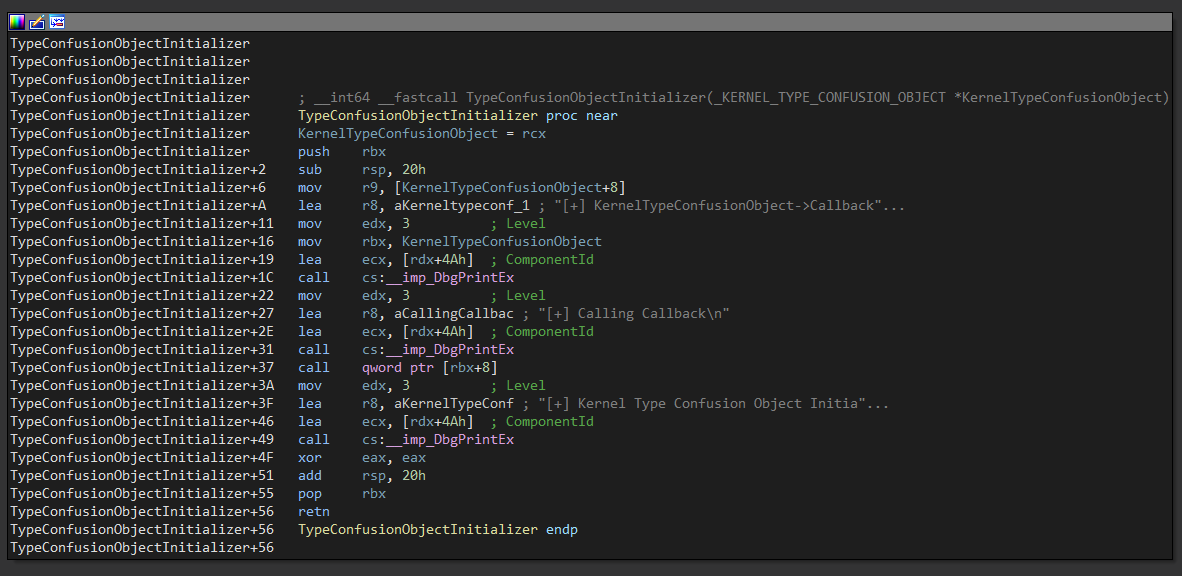 TypeConfusionObjectInitializer
TypeConfusionObjectInitializer
TypeConfusionObjectInitializer
TypeConfusionObjectInitializer ; __int64 __fastcall TypeConfusionObjectInitializer(_KERNEL_TYPE_CONFUSION_OBJECT *KernelTypeConfusionObject)
TypeConfusionObjectInitializer TypeConfusionObjectInitializer proc near
TypeConfusionObjectInitializer KernelTypeConfusionObject = rcx
TypeConfusionObjectInitializer push rbx
TypeConfusionObjectInitializer+2 sub rsp, 20h
TypeConfusionObjectInitializer+6 mov r9, [KernelTypeConfusionObject+8]
TypeConfusionObjectInitializer+A lea r8, aKerneltypeconf_1 ; "[+] KernelTypeConfusionObject->Callback"...
TypeConfusionObjectInitializer+11 mov edx, 3 ; Level
TypeConfusionObjectInitializer+16 mov rbx, KernelTypeConfusionObject
TypeConfusionObjectInitializer+19 lea ecx, [rdx+4Ah] ; ComponentId
TypeConfusionObjectInitializer+1C call cs:__imp_DbgPrintEx
TypeConfusionObjectInitializer+22 mov edx, 3 ; Level
TypeConfusionObjectInitializer+27 lea r8, aCallingCallbac ; "[+] Calling Callback\n"
TypeConfusionObjectInitializer+2E lea ecx, [rdx+4Ah] ; ComponentId
TypeConfusionObjectInitializer+31 call cs:__imp_DbgPrintEx
TypeConfusionObjectInitializer+37 call qword ptr [rbx+8]
TypeConfusionObjectInitializer+3A mov edx, 3 ; Level
TypeConfusionObjectInitializer+3F lea r8, aKernelTypeConf ; "[+] Kernel Type Confusion Object Initia"...
TypeConfusionObjectInitializer+46 lea ecx, [rdx+4Ah] ; ComponentId
TypeConfusionObjectInitializer+49 call cs:__imp_DbgPrintEx
TypeConfusionObjectInitializer+4F xor eax, eax
TypeConfusionObjectInitializer+51 add rsp, 20h
TypeConfusionObjectInitializer+55 pop rbx
TypeConfusionObjectInitializer+56 retn
TypeConfusionObjectInitializer+56 TypeConfusionObjectInitializer endp
TypeConfusionObjectInitializer+56